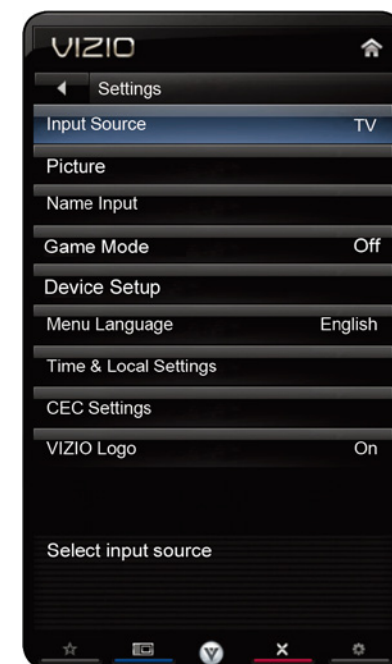 VIZIO
Settings
Input Source TV
Picture
Name Input
Game Mode Off
Device Setup
Menu Language English
Time & Local Settings
CEC Settings
VIZIO Logo On
Select input source
V